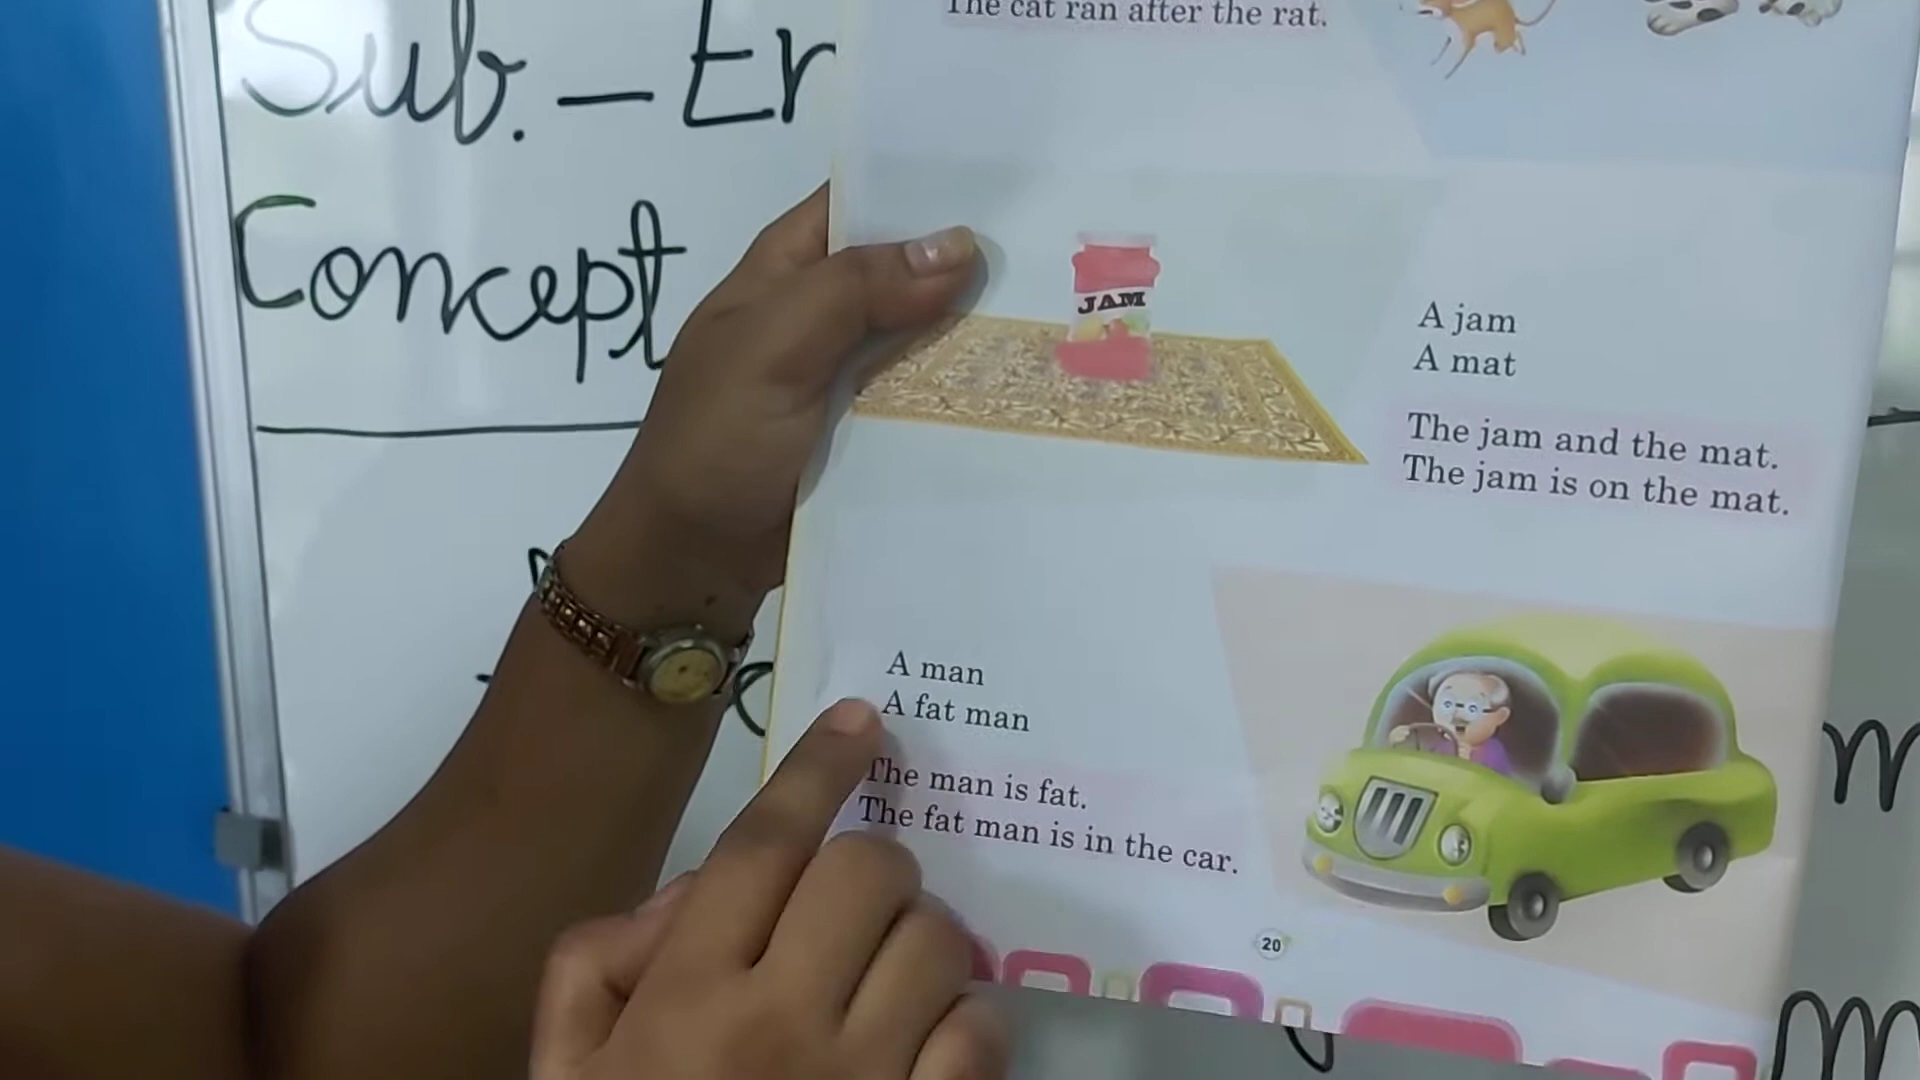 Sub. - En
Concept
The cat ran after the rat.
JAM
A jam
A mat
The jam and the mat.
The jam is on the mat.
A man
A fat man
The man is fat.
The fat man is in the car.
20